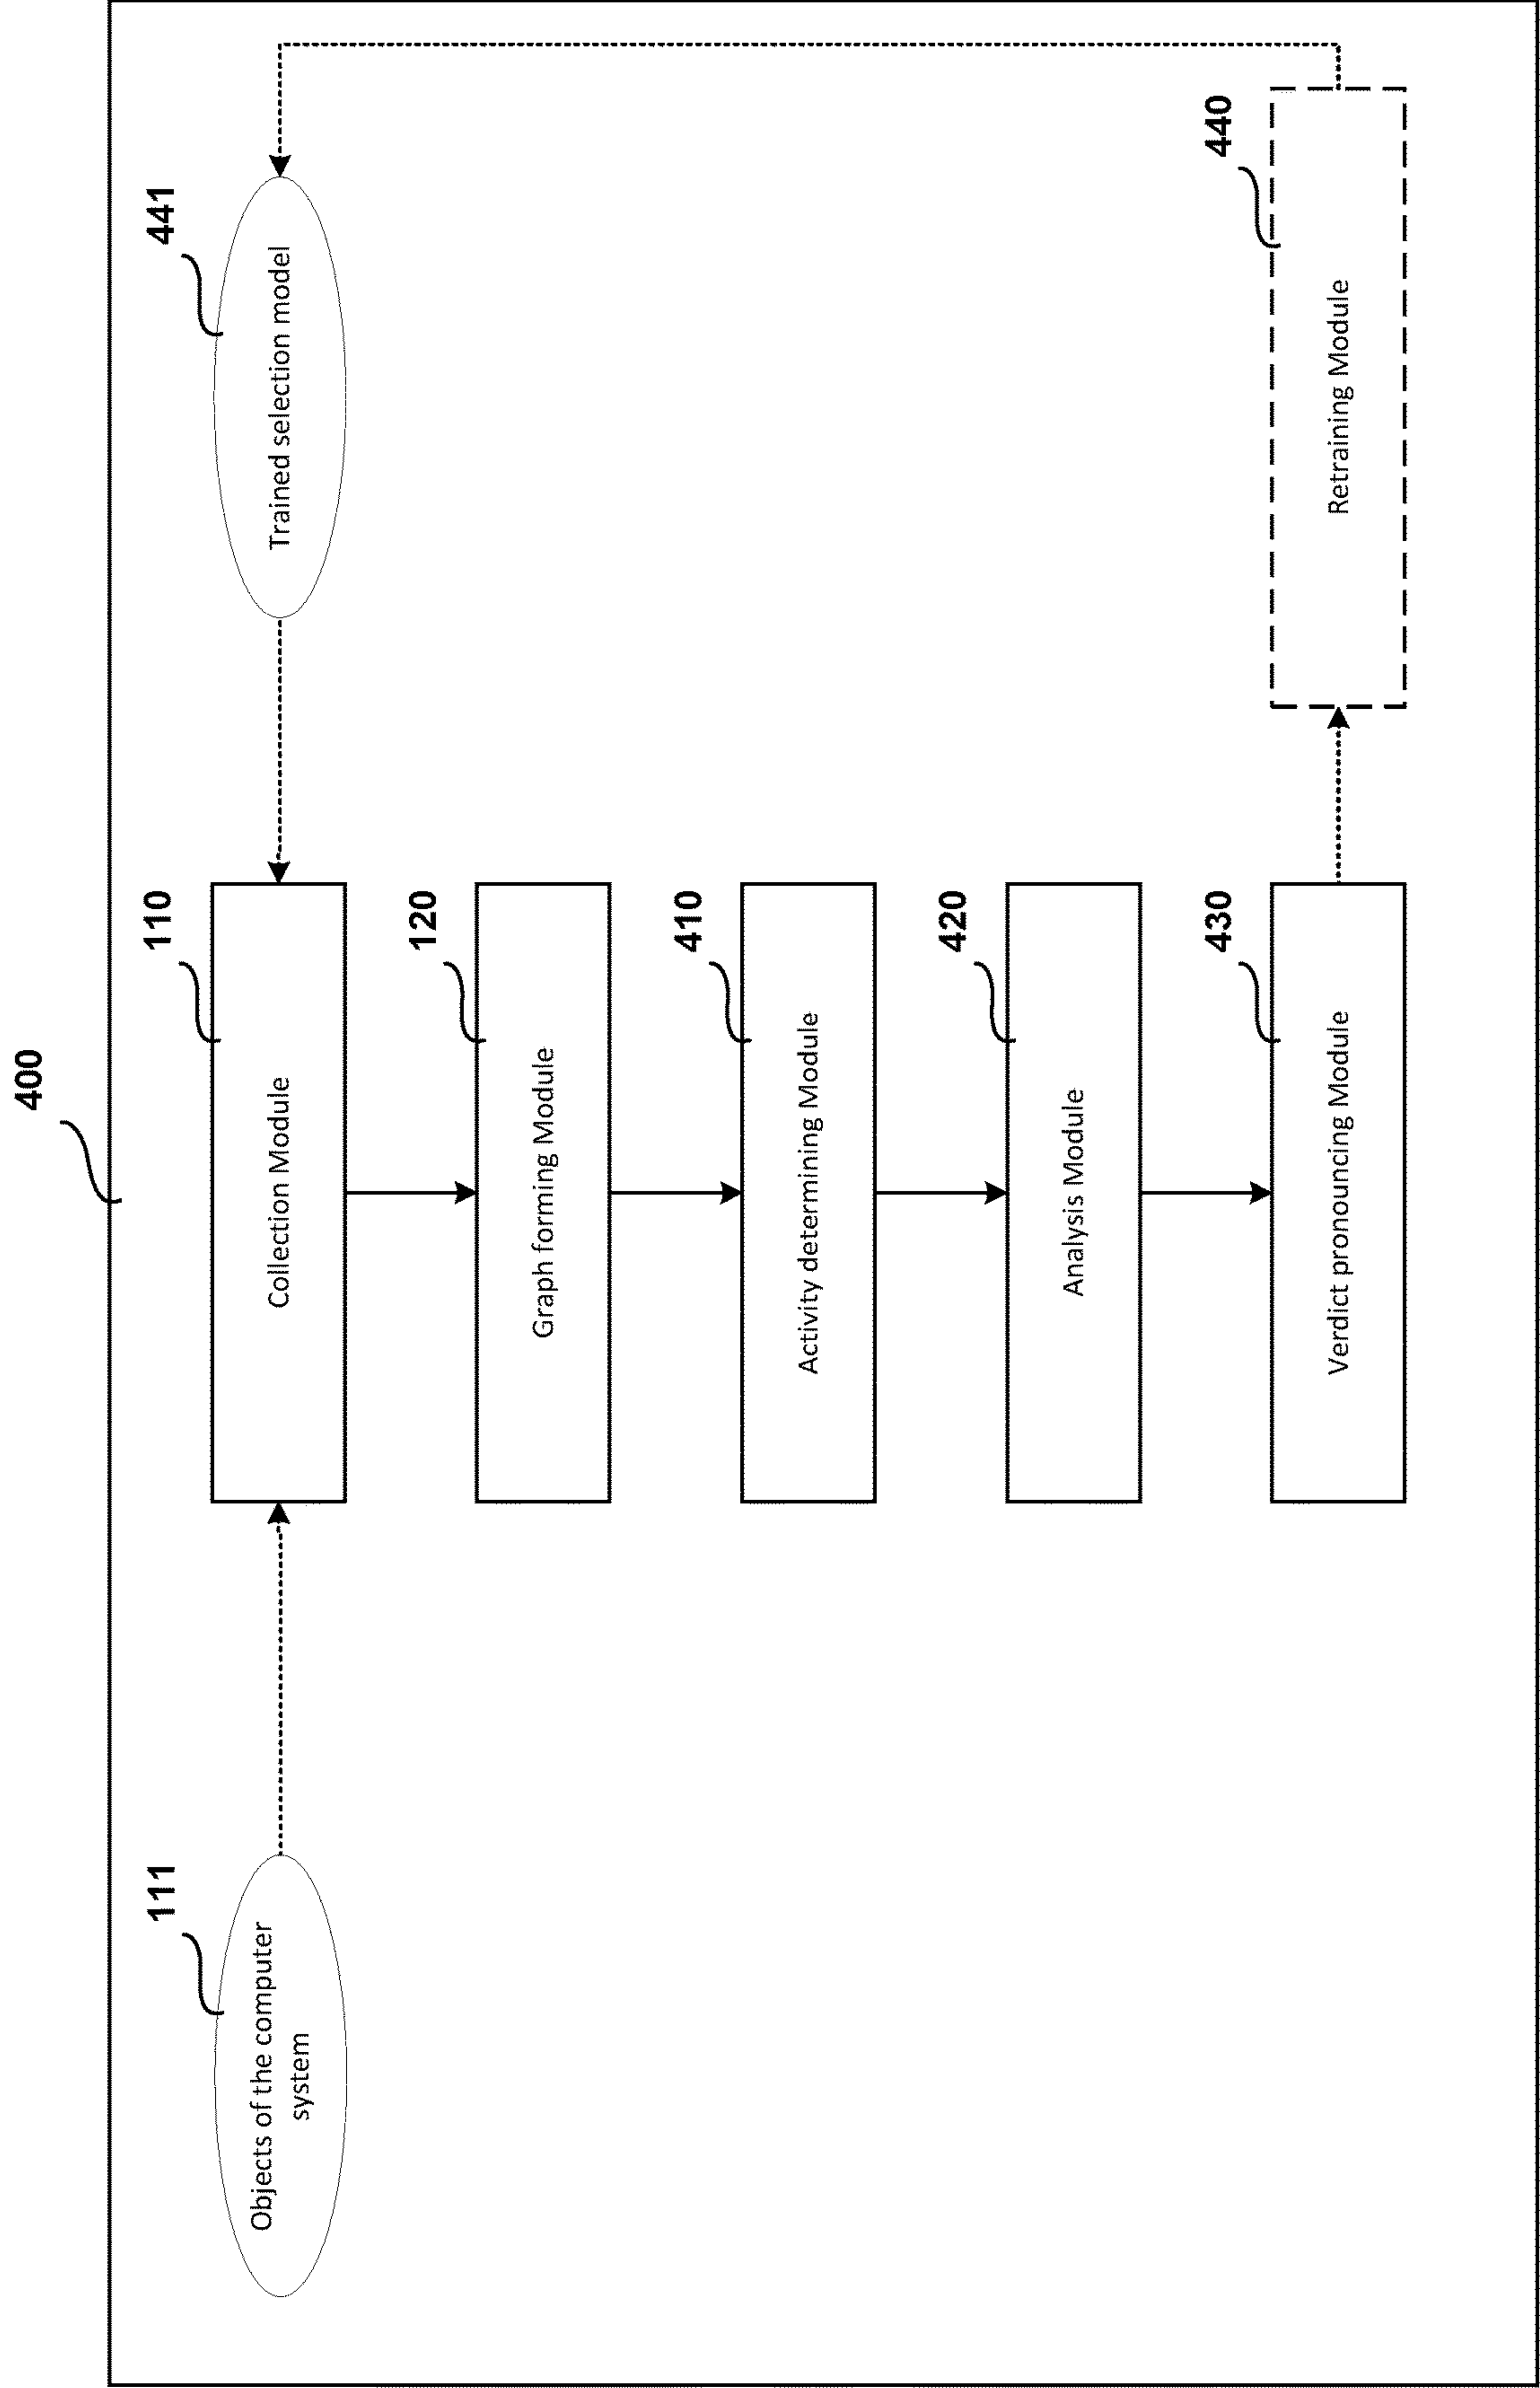 400
111
Objects of the computer
system
110
Collection Module
441
Trained selection model
120
Graph forming Module
410
Activity determining Module
420
Analysis Module
430
Verdict pronouncing Module
440
Retraining Module